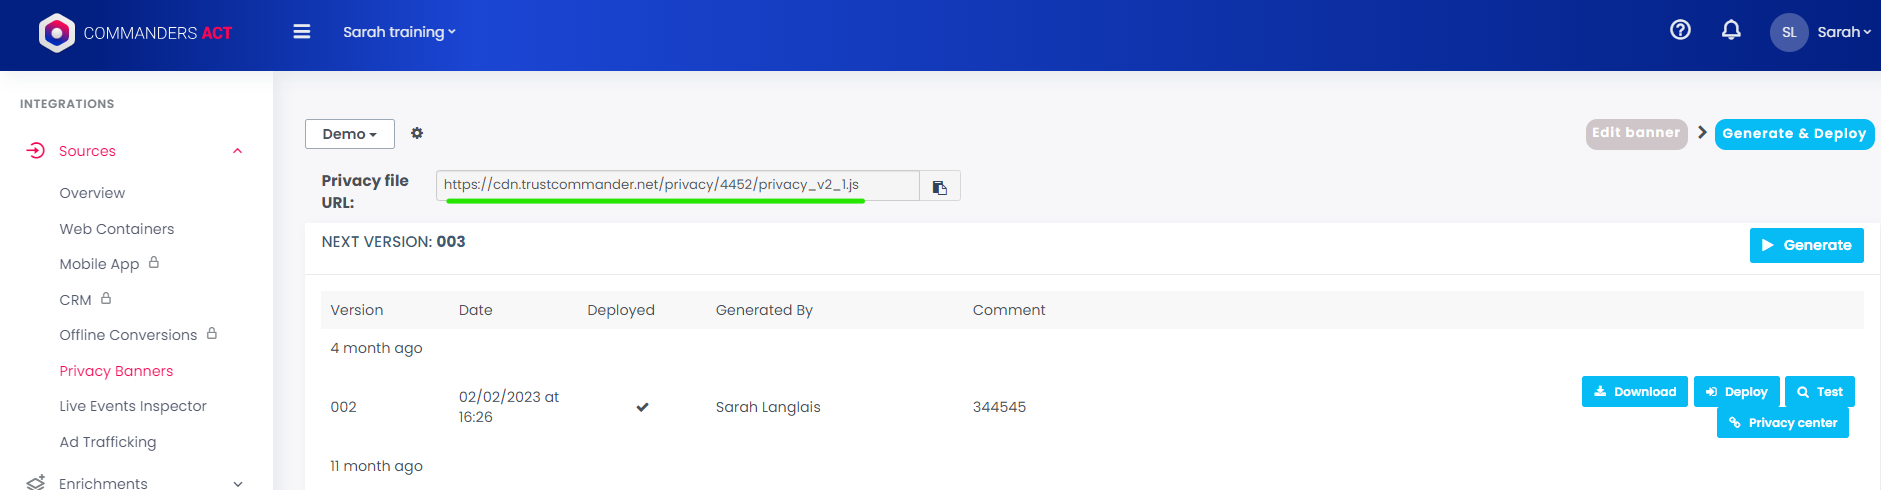 COMMANDERS ACT
Sarah training
SL
Sarah
INTEGRATIONS
Sources
Overview
Web Containers
Mobile App
CRM
Offline Conversions
Privacy Banners
Live Events Inspector
Ad Trafficking
Enrichments
Demo
Edit banner
Generate & Deploy
Privacy file
URL:
https://cdn.trustcommander.net/privacy/4452/privacy_v2_1.js
NEXT VERSION: 003
Generate
Version Date Deployed Generated By Comment
4 month ago
002 02/02/2023 at
16:26 Sarah Langlais 344545
Download Deploy Test
Privacy center
11 month ago